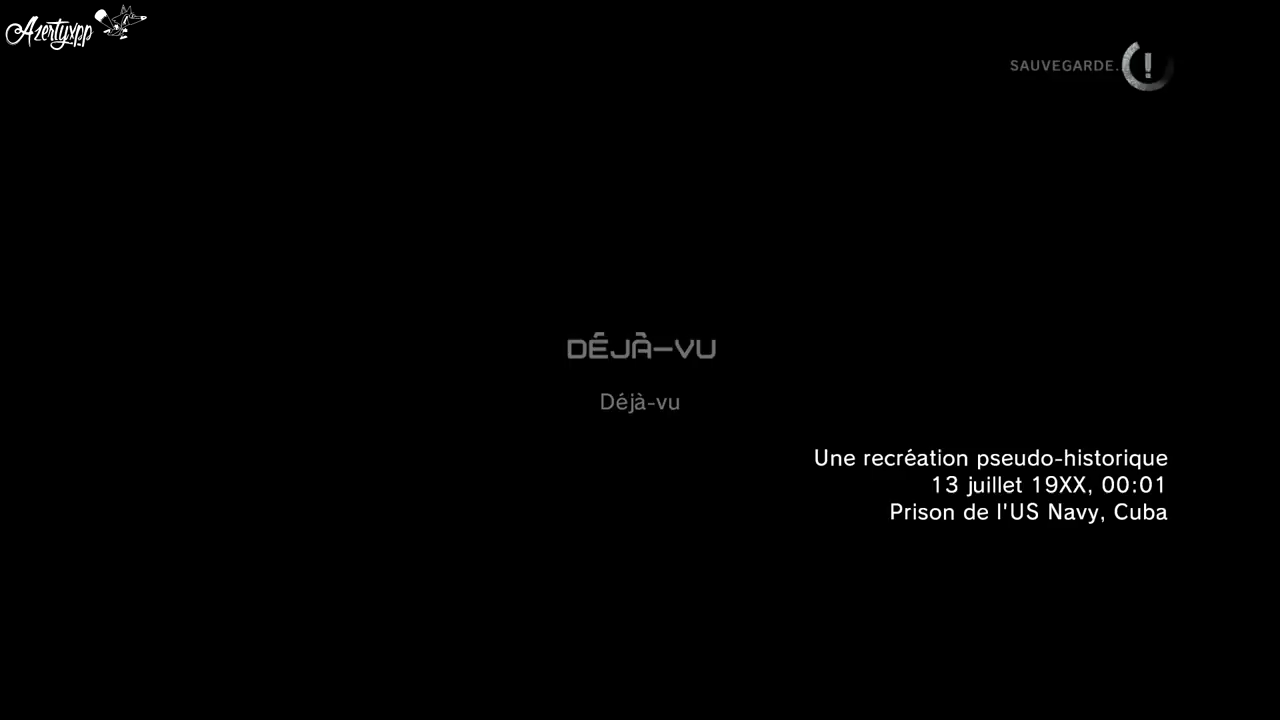 Azertyxpp
SAUVEGARDE.
DÉJÀ-VU
Déjà-vu
Une recréation pseudo-historique
13 juillet 19XX, 00:01
Prison de l'US Navy, Cuba